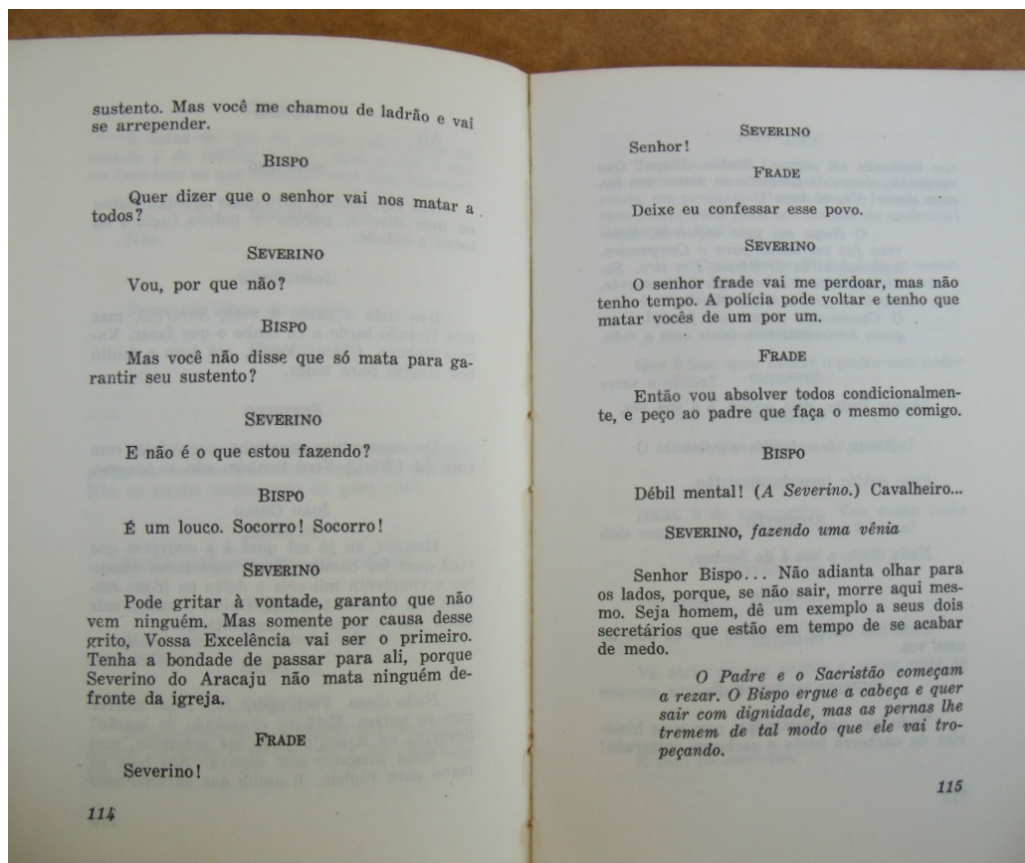 sustento. Mas você me chamou de ladrão e vai
se arrepender.
BISPO
Quer dizer que o senhor vai nos matar a
todos?
SEVERINO
Vou, por que não?
BISPO
Mas você não disse que só mata para ga-
rantir seu sustento?
SEVERINO
E não é o que estou fazendo?
BISPO
É um louco. Socorro! Socorro!
SEVERINO
Pode gritar à vontade, garanto que não
vem ninguém. Mas somente por causa desse
grito, Vossa Excelência vai ser o primeiro.
Tenha a bondade de passar para ali, porque
Severino do Aracaju não mata ninguém de-
fronte da igreja.
FRADE
Severino!
114
SEVERINO
Senhor!
FRADE
Deixe eu confessar esse povo.
SEVERINO
O senhor frade vai me perdoar, mas não
tenho tempo. A polícia pode voltar e tenho que
matar vocês de um por um.
FRADE
Então vou absolver todos condicionalmen-
te, e peço ao padre que faça o mesmo comigo.
BISPO
Débil mental! (A Severino.) Cavalheiro...
SEVERINO, fazendo uma vênia
Senhor Bispo... Não adianta olhar para
os lados, porque, se não sair, morre aqui mes-
mo. Seja homem, dê um exemplo a seus dois
secretários que estão em tempo de se acabar
de medo.
O Padre e o Sacristão começam
a rezar. O Bispo ergue a cabeça e quer
sair com dignidade, mas as pernas lhe
tremem de tal modo que ele vai tro-
peçando.
115